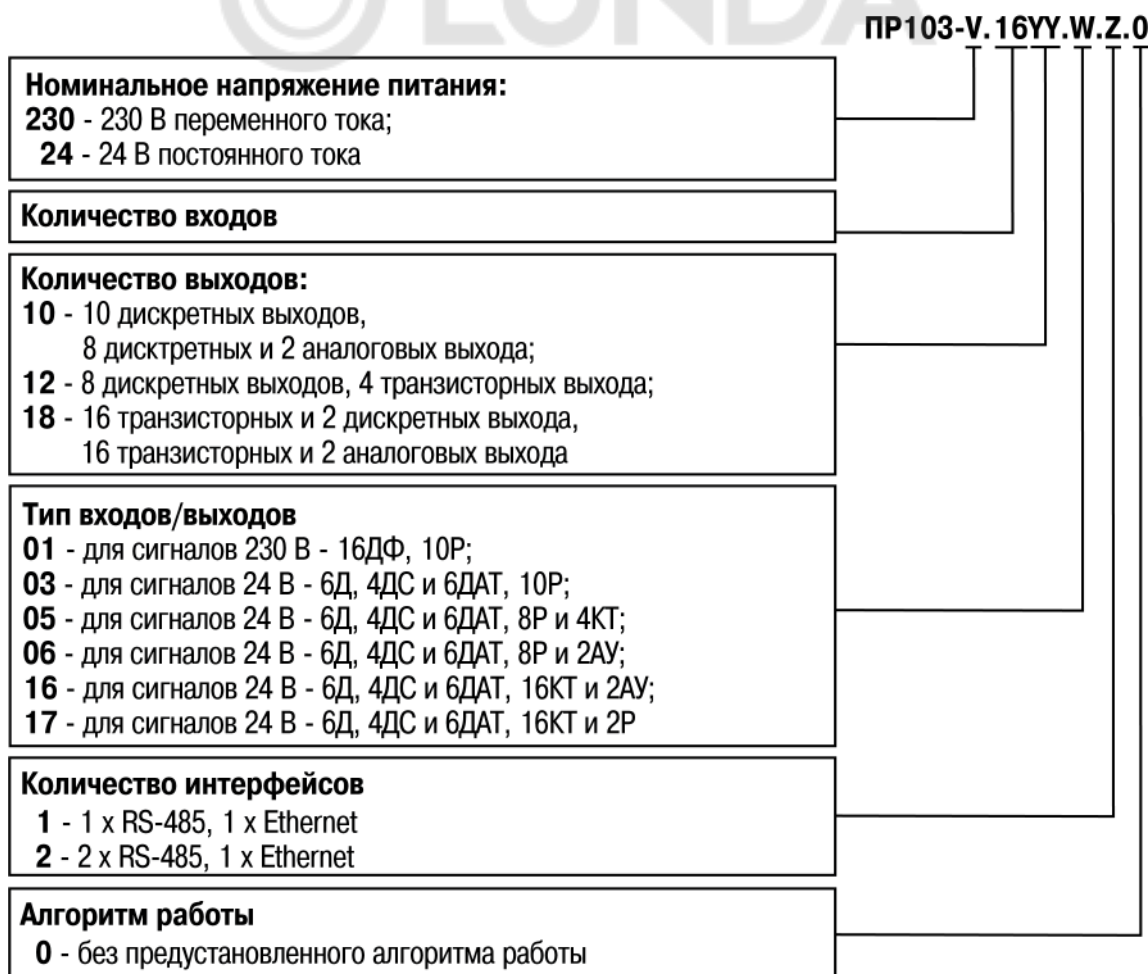 LUNDA
ПР103-V.16YY.W.Z.0
Номинальное напряжение питания:
230 - 230 В переменного тока;
24 - 24 В постоянного тока
Количество входов
Количество выходов:
10 - 10 дискретных выходов,
8 дисктретных и 2 аналоговых выхода;
12 - 8 дискретных выходов, 4 транзисторных выхода;
18 - 16 транзисторных и 2 дискретных выхода,
16 транзисторных и 2 аналоговых выхода
Тип входов/выходов
01 - для сигналов 230 В - 16ДФ, 10Р;
03 - для сигналов 24 В - 6Д, 4ДС и 6ДАТ, 10Р;
05 - для сигналов 24 В - 6Д, 4ДС и 6ДАТ, 8Р и 4КТ;
06 - для сигналов 24 В - 6Д, 4ДС и 6ДАТ, 8Р и 2АУ;
16 - для сигналов 24 В - 6Д, 4ДС и 6ДАТ, 16КТ и 2АУ;
17 - для сигналов 24 В - 6Д, 4ДС и 6ДАТ, 16КТ и 2Р
Количество интерфейсов
1 - 1 x RS-485, 1 x Ethernet
2 - 2 x RS-485, 1 x Ethernet
Алгоритм работы
0 - без предустановленного алгоритма работы